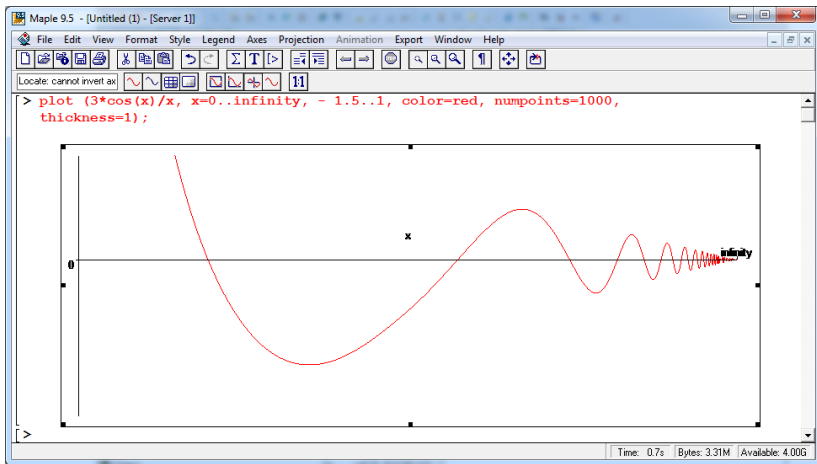 Maple 9.5 - [Untitled (1) - [Server 1]]
File Edit View Format Style Legend Axes Projection Animation Export Window Help
Locate: cannot invert ax
1:1
> plot (3*cos(x)/x, x=0..infinity, - 1.5..1, color=red, numpoints=1000,
thickness=1);
x
infinity
0
>
Time: 0.7s Bytes: 3.31M Available: 4.00G